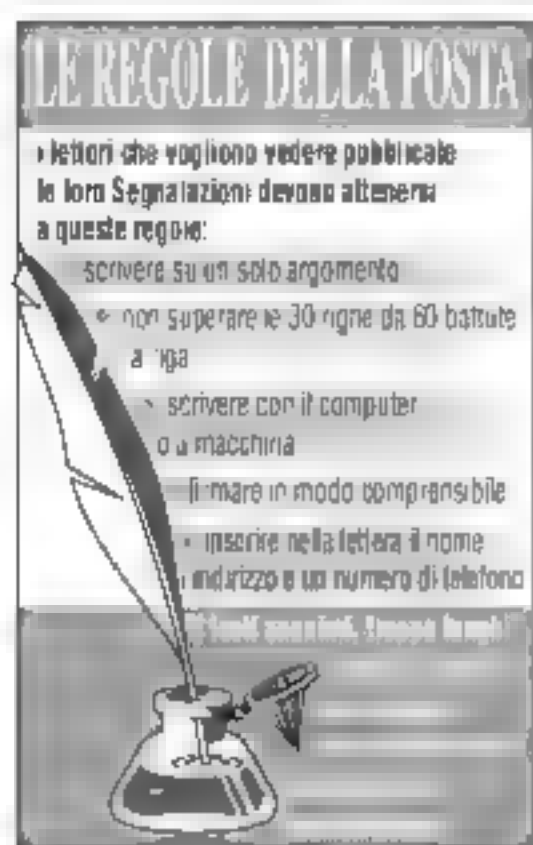 LE REGOLE DELLA POSTA
I lettori che vogliono vedere pubblicate
le loro Segnalazioni devono attenersi
a queste regole:
scrivere su un solo argomento
• non superare le 30 righe da 60 battute
a riga
• scrivere con il computer
o a macchina
firmare in modo comprensibile
• inserire nella lettera il nome
indirizzo e un numero di telefono